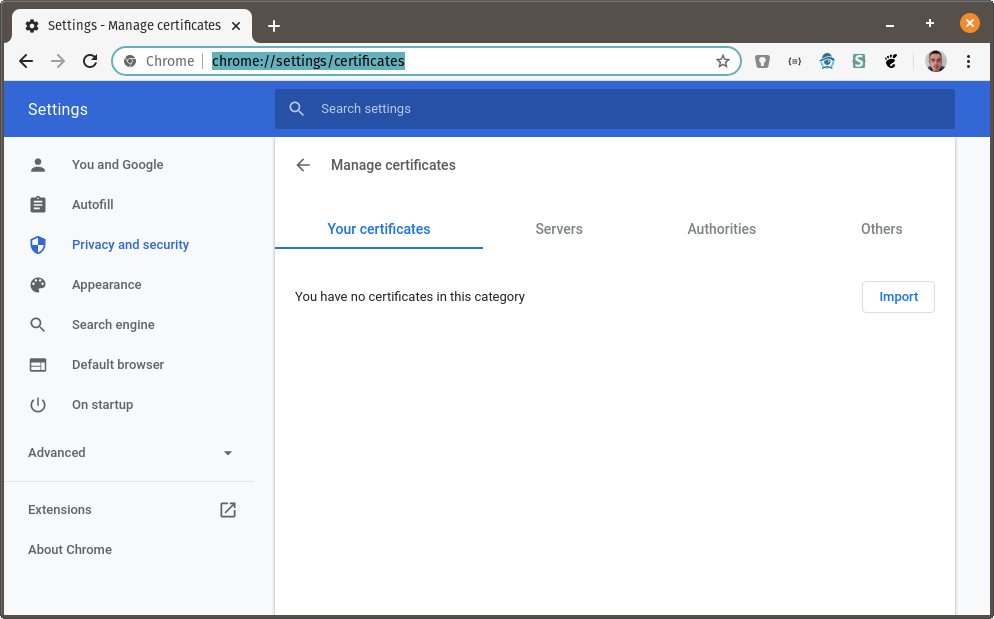 Settings - Manage certificates
Chrome chrome://settings/certificates
Settings
Search settings
You and Google
Autofill
Privacy and security
Appearance
Search engine
Default browser
On startup
Advanced
Extensions
About Chrome
Manage certificates
Your certificates Servers Authorities Others
You have no certificates in this category Import